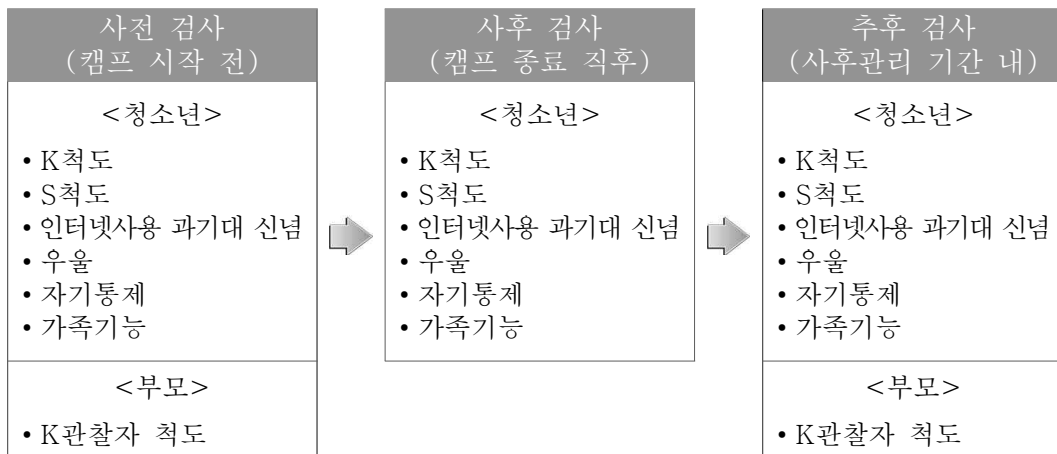 사전 검사
(캠프 시작 전)
<청소년>
• K척도
• S척도
• 인터넷사용 과기대 신념
• 우울
• 자기통제
• 가족기능
<부모>
• K관찰자 척도
사후 검사
(캠프 종료 직후)
<청소년>
• K척도
• S척도
• 인터넷사용 과기대 신념
• 우울
• 자기통제
• 가족기능
추후 검사
(사후관리 기간 내)
<청소년>
• K척도
• S척도
• 인터넷사용 과기대 신념
• 우울
• 자기통제
• 가족기능
<부모>
• K관찰자 척도